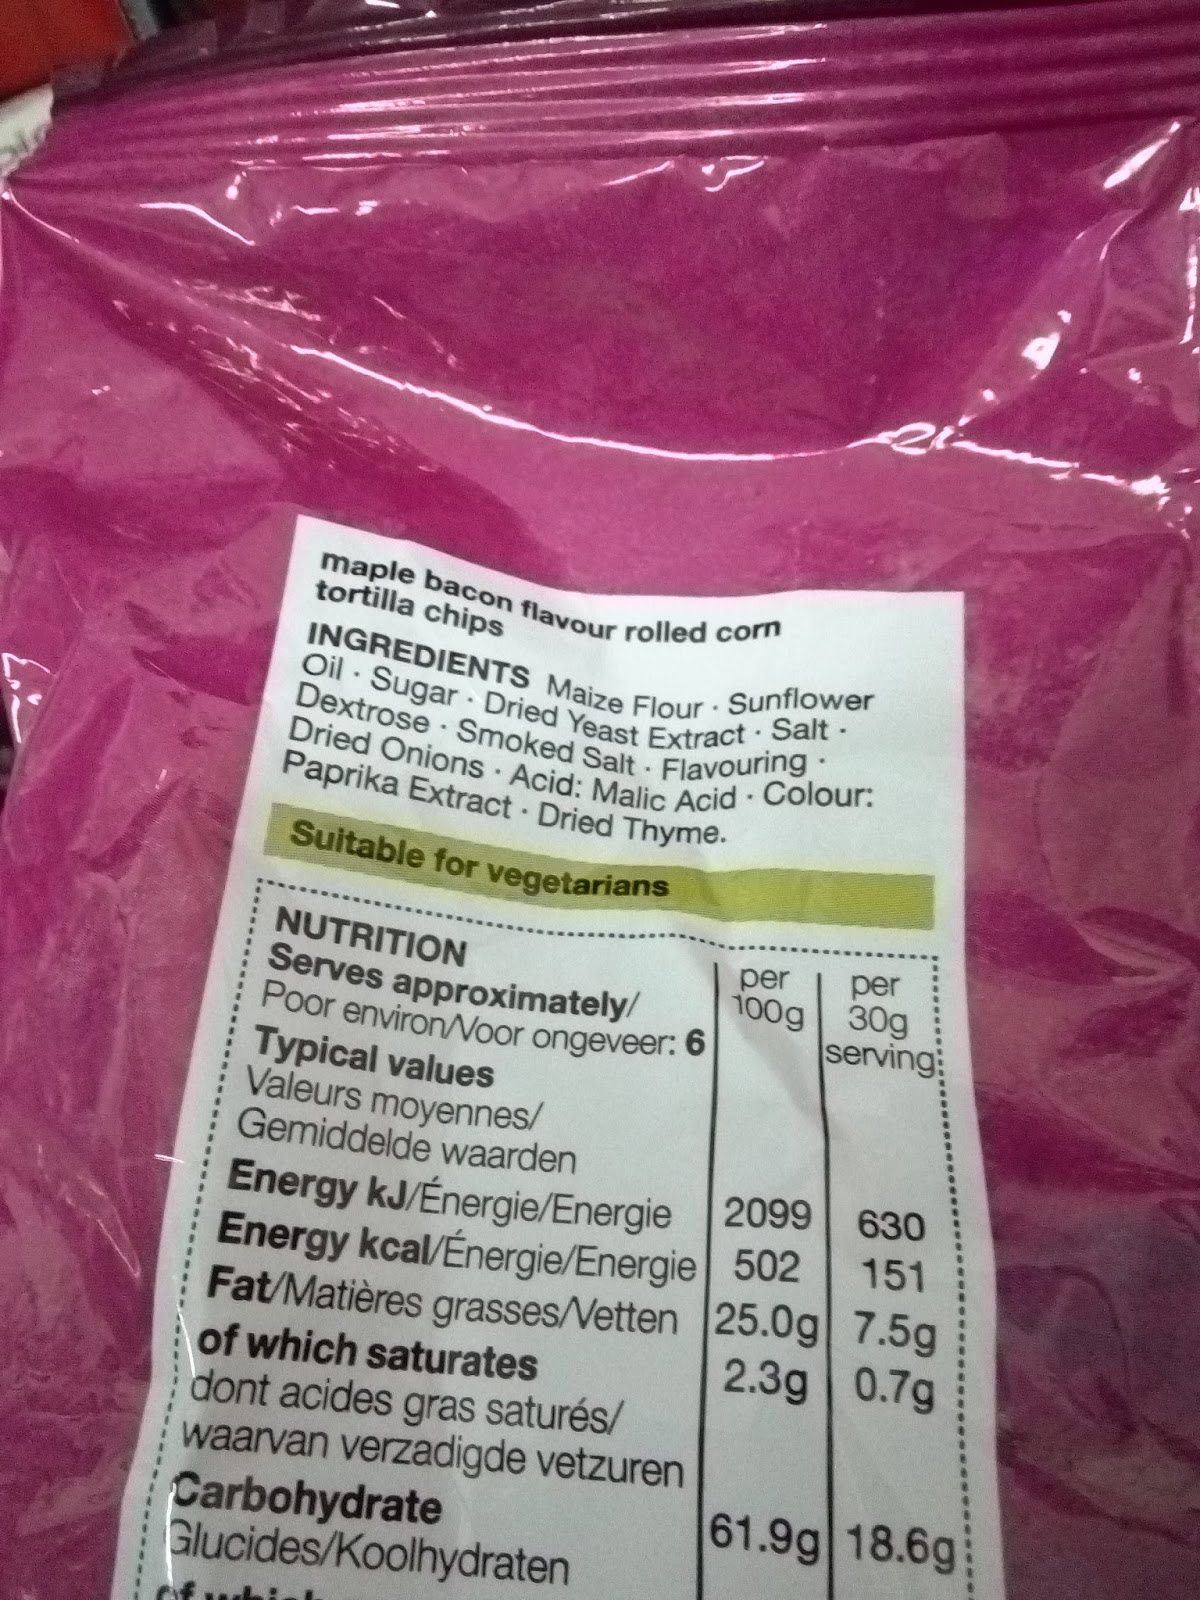 maple bacon flavour rolled corn
tortilla chips
INGREDIENTS Maize Flour · Sunflower
Oil · Sugar · Dried Yeast Extract · Salt ·
Dextrose · Smoked Salt · Flavouring ·
Dried Onions · Acid: Malic Acid · Colour:
Paprika Extract · Dried Thyme.
Suitable for vegetarians
NUTRITION per 100g per 30g serving
Serves approximately/
Poor environ/Voor ongeveer: 6
Typical values
Valeurs moyennes/
Gemiddelde waarden
Energy kJ/Énergie/Energie 2099 630
Energy kcal/Énergie/Energie 502 151
Fat/Matières grasses/Vetten 25.0g 7.5g
of which saturates 2.3g 0.7g
dont acides gras saturés/
waarvan verzadigde vetzuren
Carbohydrate
Glucides/Koolhydraten 61.9g 18.6g
of which